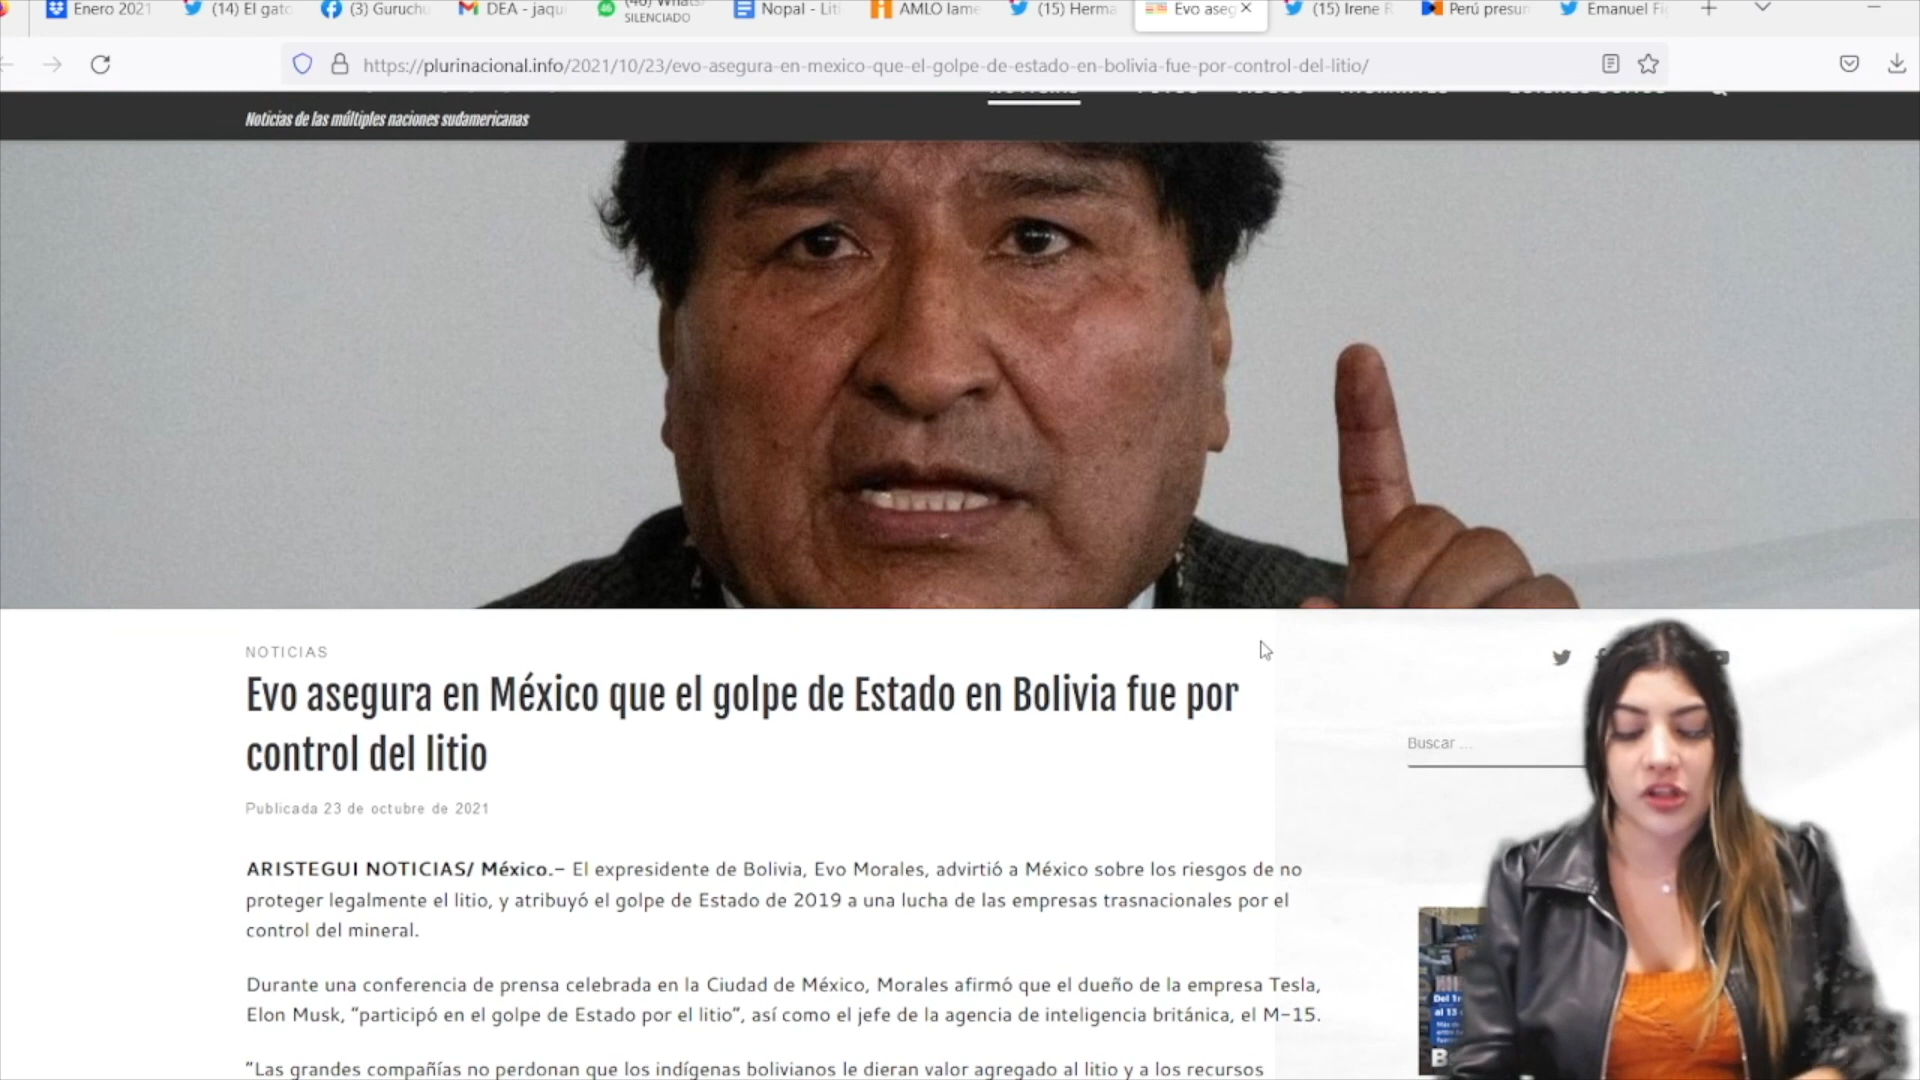 Enero 2021
(14) El gato
(3) Guruchu
DEA - jaqui
SILENCIADO
Nopal - Liti
AMLO lame
(15) Herma
Evo aseg
(15) Irene R
Perú presun
Emanuel Fi
https://plurinacional.info/2021/10/23/evo-asegura-en-mexico-que-el-golpe-de-estado-en-bolivia-fue-por-control-del-litio/
Noticias de las múltiples naciones sudamericanas
NOTICIAS
Evo asegura en México que el golpe de Estado en Bolivia fue por
control del litio
Publicada 23 de octubre de 2021
Buscar ...
ARISTEGUI NOTICIAS/ México.– El expresidente de Bolivia, Evo Morales, advirtió a México sobre los riesgos de no
proteger legalmente el litio, y atribuyó el golpe de Estado de 2019 a una lucha de las empresas trasnacionales por el
control del mineral.
Durante una conferencia de prensa celebrada en la Ciudad de México, Morales afirmó que el dueño de la empresa Tesla,
Elon Musk, “participó en el golpe de Estado por el litio”, así como el jefe de la agencia de inteligencia británica, el M-15.
“Las grandes compañías no perdonan que los indígenas bolivianos le dieran valor agregado al litio y a los recursos
Del 1
al 13
B